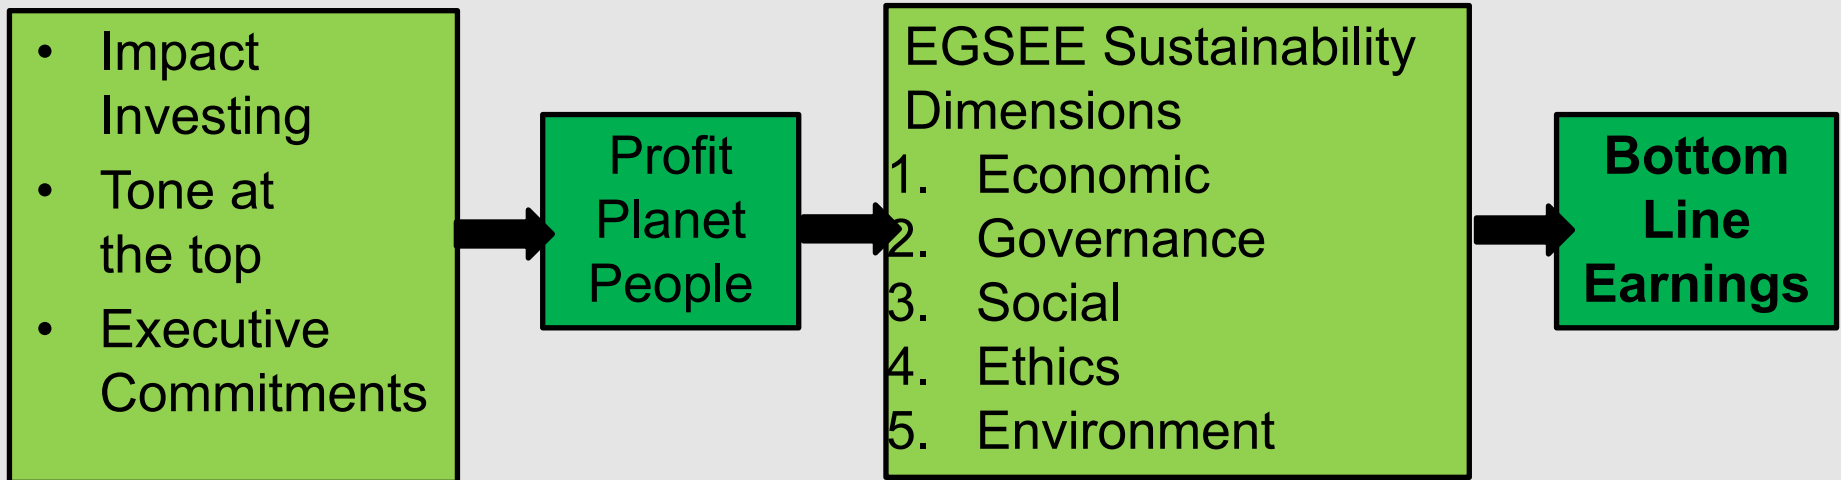 • Impact
Investing
• Tone at
the top
• Executive
Commitments
Profit
Planet
People
EGSEE Sustainability
Dimensions
1. Economic
2. Governance
3. Social
4. Ethics
5. Environment
Bottom
Line
Earnings